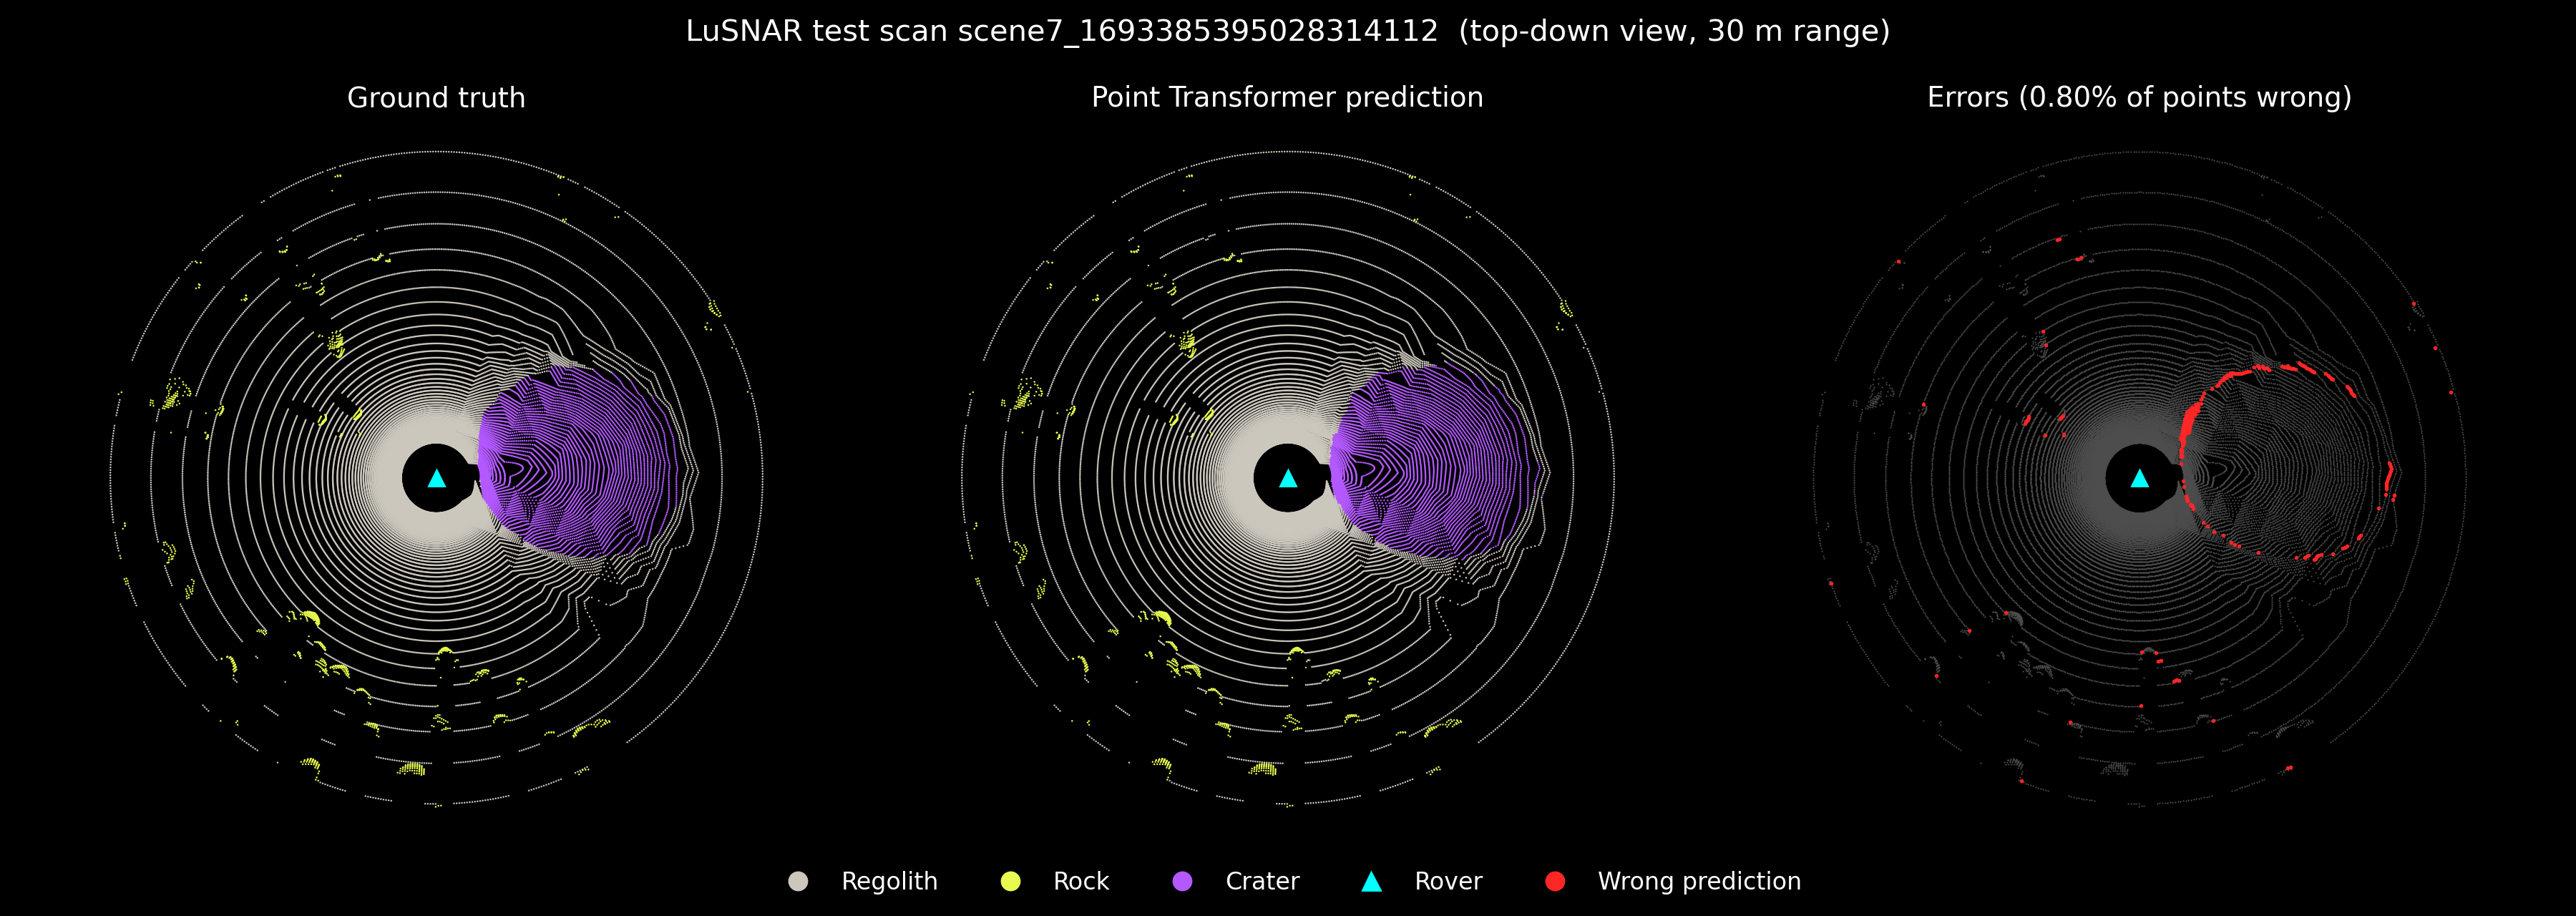 LuSNAR test scan scene7_1693385395028314112 (top-down view, 30 m range)
Ground truth
Point Transformer prediction
Errors (0.80% of points wrong)
Regolith
Rock
Crater
Rover
Wrong prediction